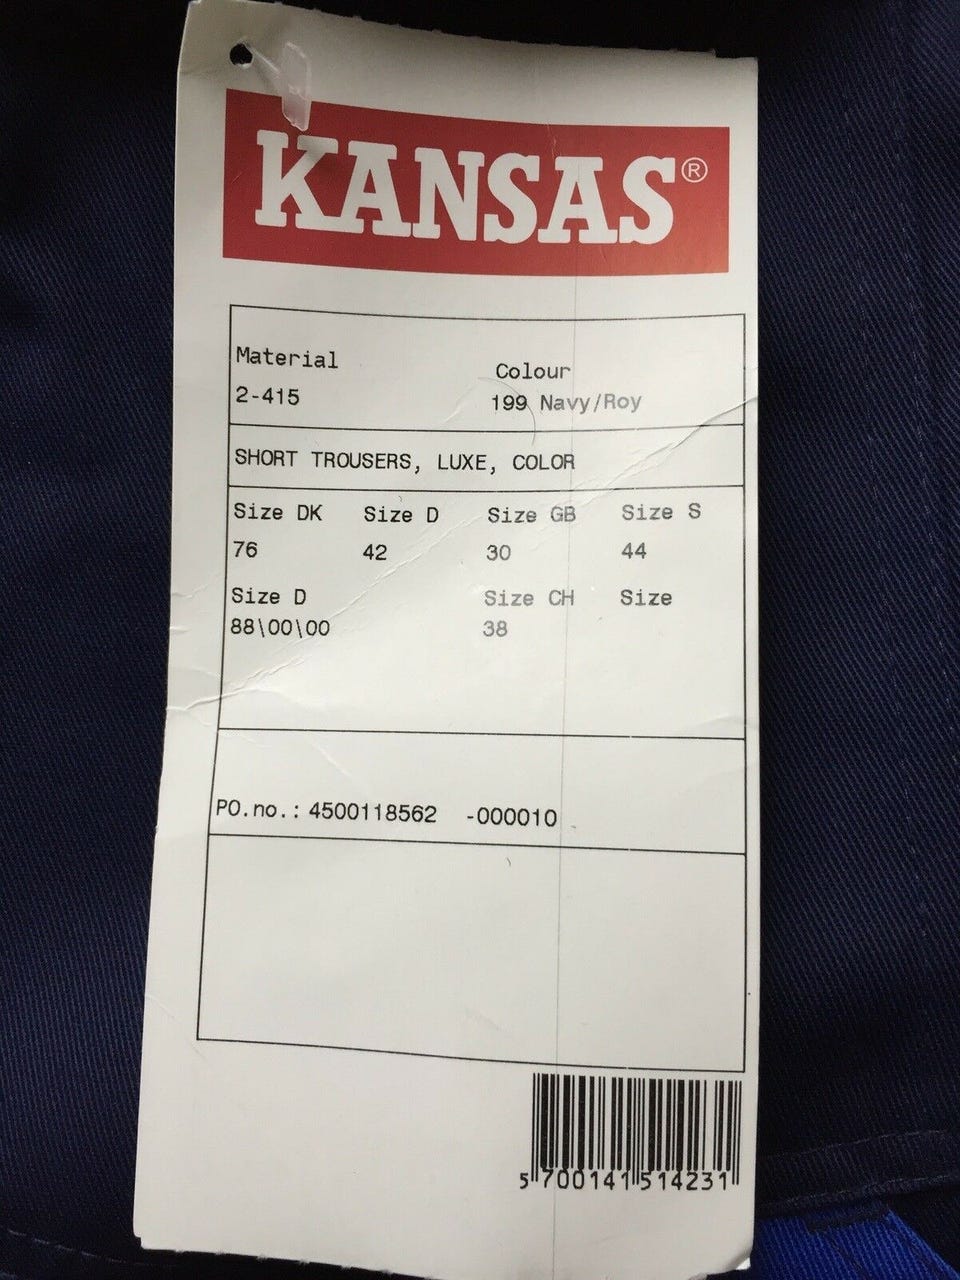 KANSAS®
Material Colour
2-415 199 Navy/Roy
SHORT TROUSERS, LUXE, COLOR
Size DK Size D Size GB Size S
76 42 30 44
Size D Size CH Size
88\00\00 38
PO.no.: 4500118562 -000010
5 700141 514231